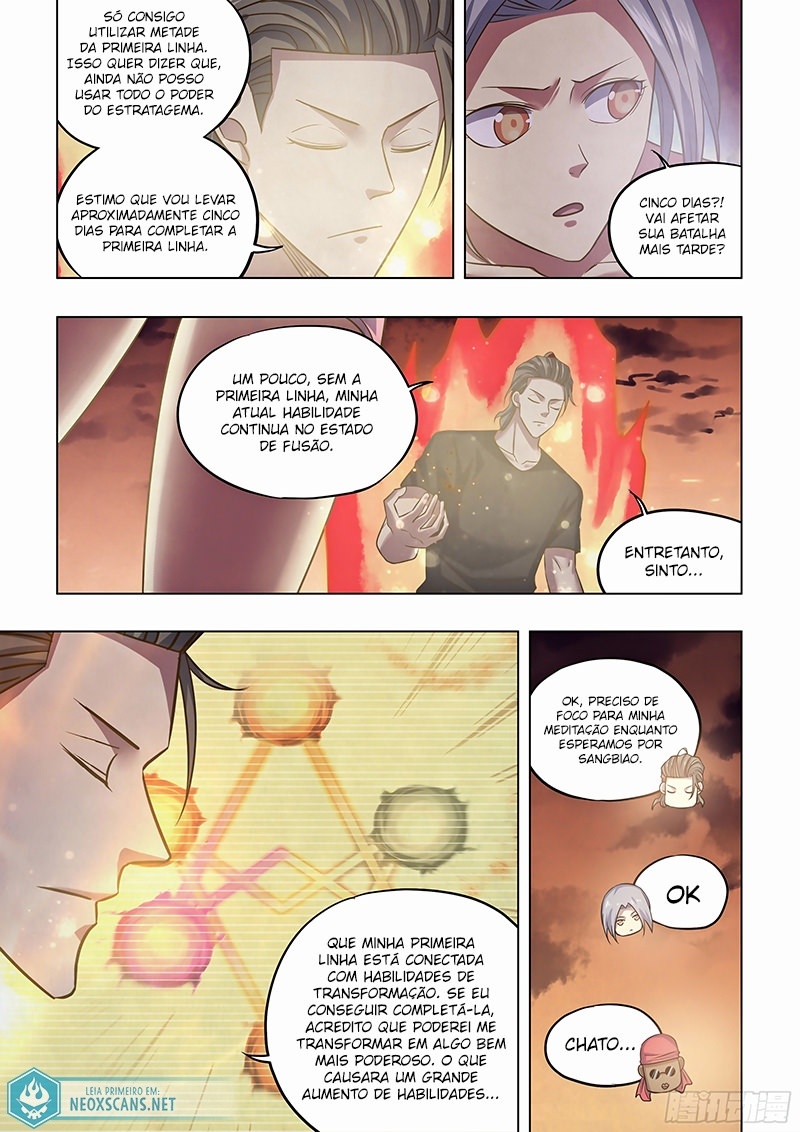 SÓ CONSIGO
UTILIZAR METADE
DA PRIMEIRA LINHA.
ISSO QUER DIZER QUE,
AINDA NÃO POSSO
USAR TODO O PODER
DO ESTRATAGEMA.
ESTIMO QUE VOU LEVAR
APROXIMADAMENTE CINCO
DIAS PARA COMPLETAR A
PRIMEIRA LINHA.
CINCO DIAS?!
VAI AFETAR
SUA BATALHA
MAIS TARDE?
UM POUCO, SEM A
PRIMEIRA LINHA, MINHA
ATUAL HABILIDADE
CONTINUA NO ESTADO
DE FUSÃO.
ENTRETANTO,
SINTO...
QUE MINHA PRIMEIRA
LINHA ESTÁ CONECTADA
COM HABILIDADES DE
TRANSFORMAÇÃO. SE EU
CONSEGUIR COMPLETÁ-LA,
ACREDITO QUE PODEREI ME
TRANSFORMAR EM ALGO BEM
MAIS PODEROSO. O QUE
CAUSARA UM GRANDE
AUMENTO DE HABILIDADES...
OK, PRECISO DE
FOCO PARA MINHA
MEDITAÇÃO ENQUANTO
ESPERAMOS POR
SANGBIAO.
OK
CHATO...
LEIA PRIMEIRO EM:
NEOXSCANS.NET
腾讯动漫